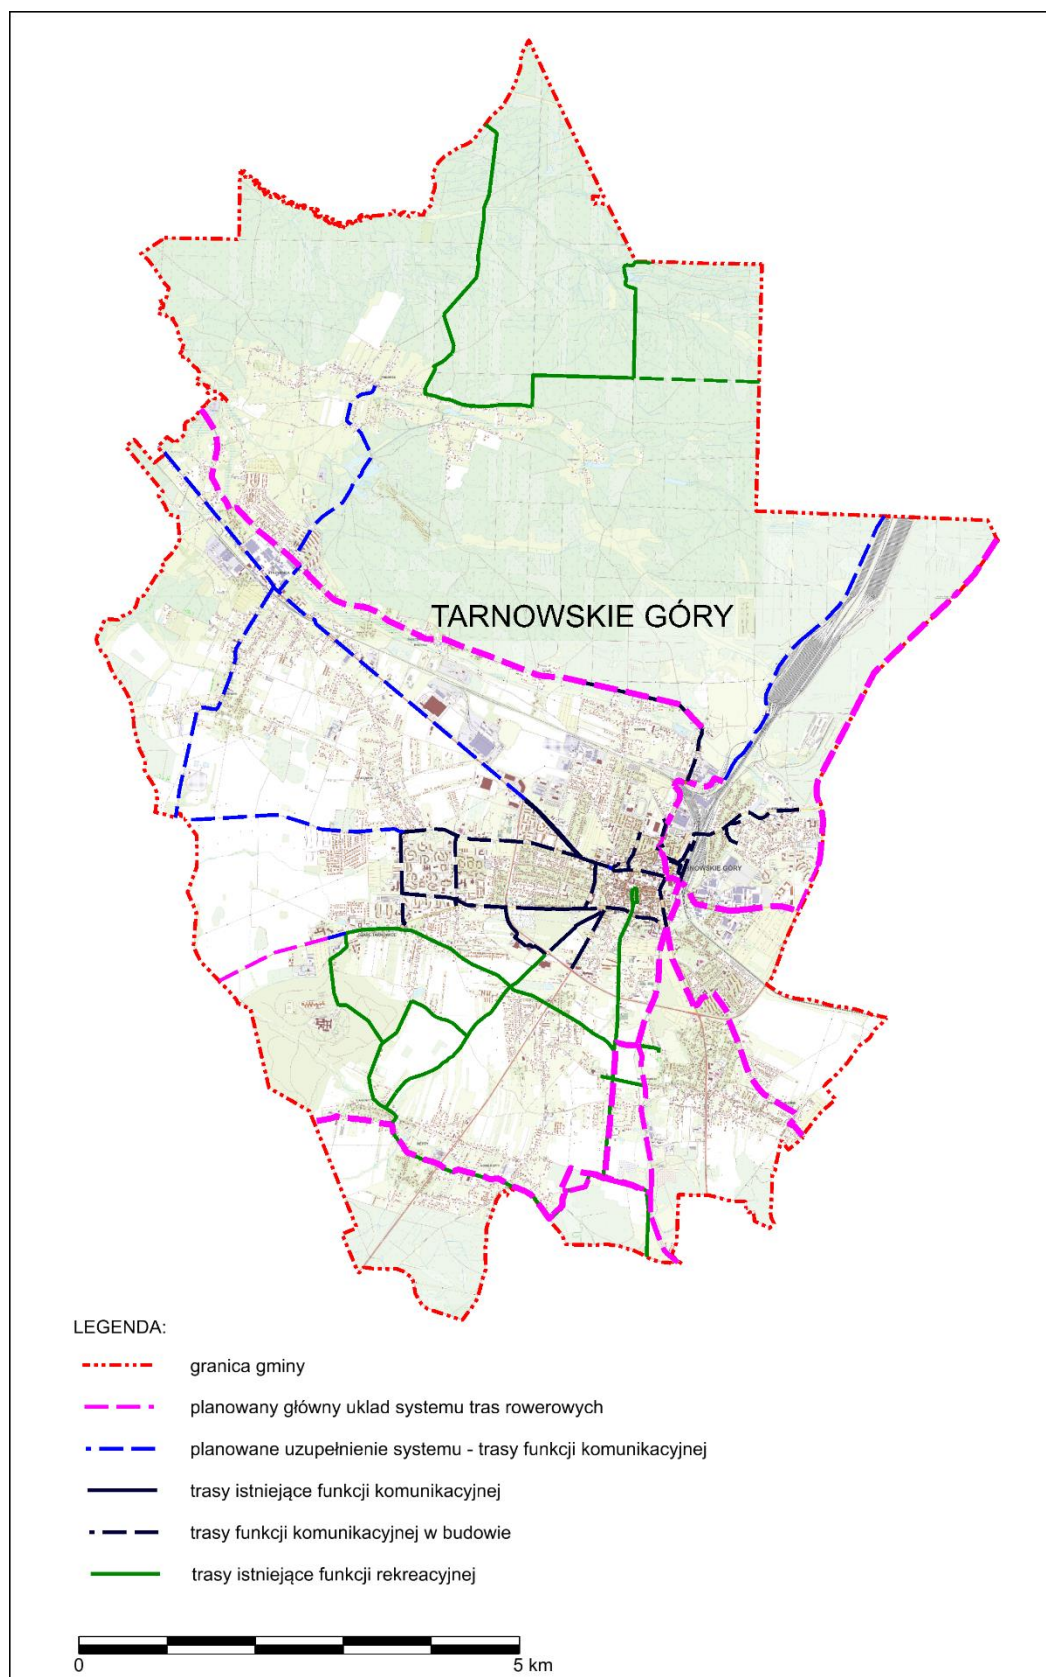 TARNOWSKIE GÓRY
LEGENDA:
granica gminy
planowany główny uklad systemu tras rowerowych
planowane uzupełnienie systemu - trasy funkcji komunikacyjnej
trasy istniejące funkcji komunikacyjnej
trasy funkcji komunikacyjnej w budowie
trasy istniejące funkcji rekreacyjnej
0 5 km